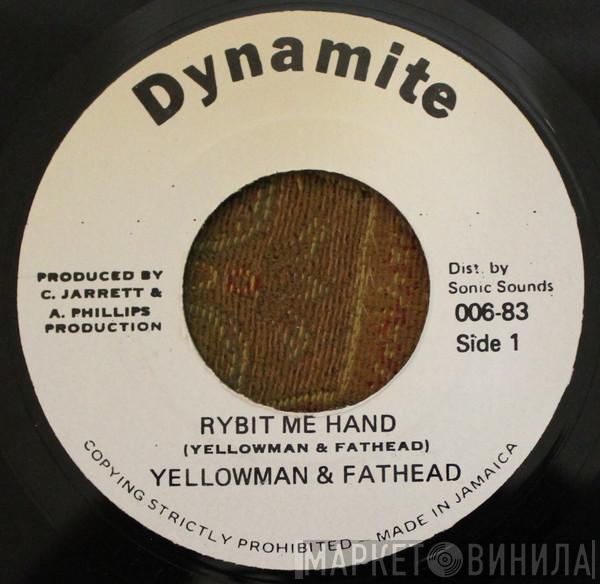 Dynamite
PRODUCED BY
C. JARRETT &
A. PHILLIPS
PRODUCTION
Dist. by
Sonic Sounds
006-83
Side 1
RYBIT ME HAND
(YELLOWMAN & FATHEAD)
YELLOWMAN & FATHEAD
COPYING STRICTLY PROHIBITED - MADE IN JAMAICA
МАРКЕТ ВИНИЛА